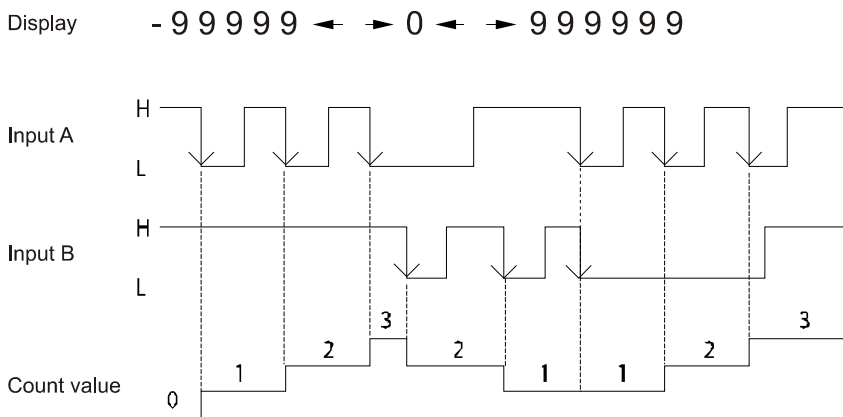 Display -99999 0 999999
H
Input A
L
H
Input B
L
3 3
1 2 2 1 1 2
Count value
0